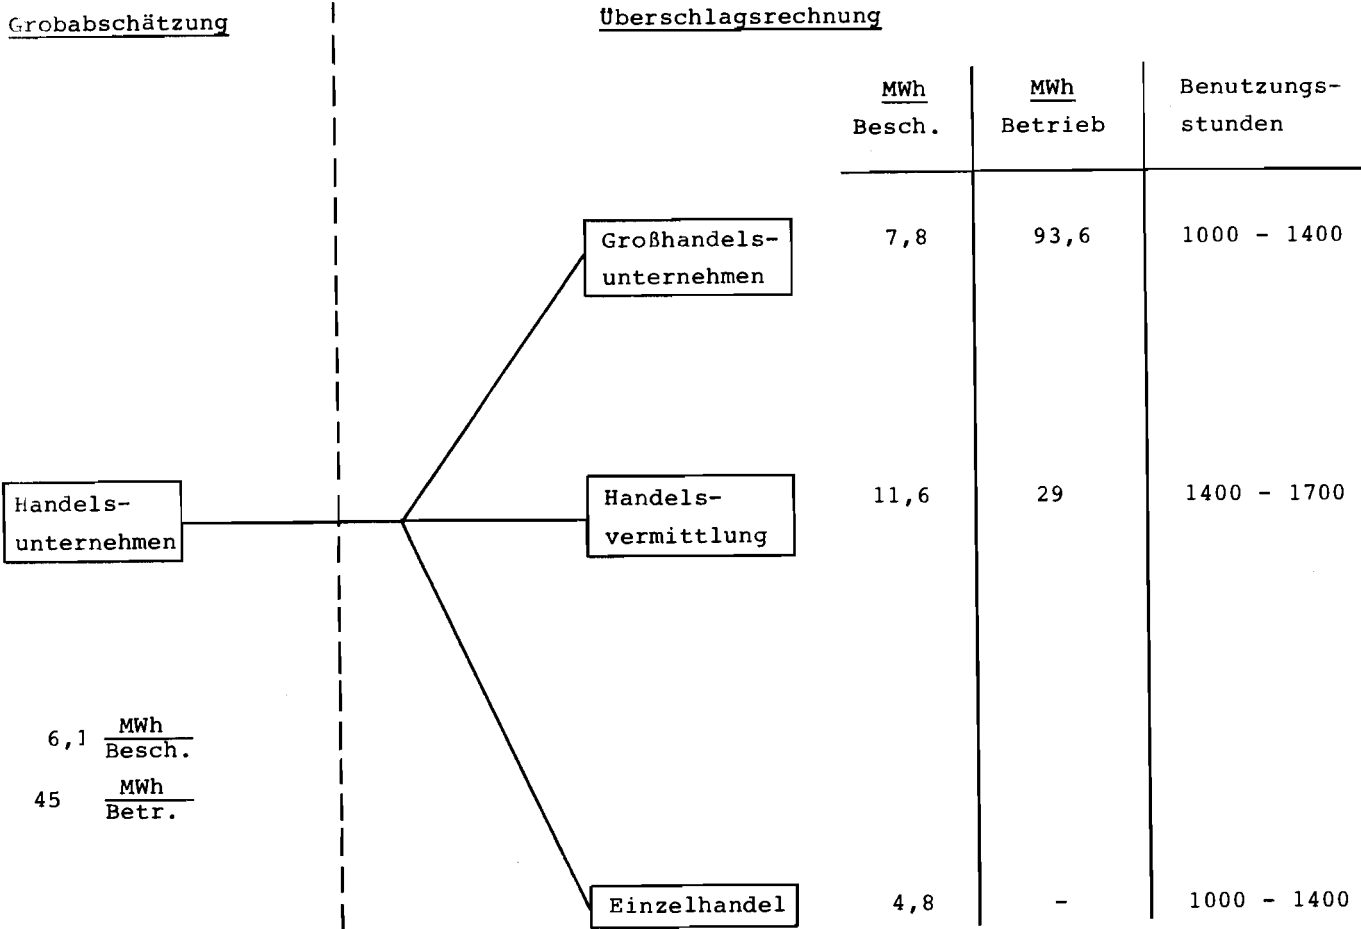 Grobabschätzung
Überschlagsrechnung
MWh
Besch.
MWh
Betrieb
Benutzungs-
stunden
Großhandels-
unternehmen
7,8
93,6
1000 - 1400
Handels-
unternehmen
Handels-
vermittlung
11,6
29
1400 - 1700
6,1 MWh
Besch.
45 MWh
Betr.
Einzelhandel
4,8
-
1000 - 1400